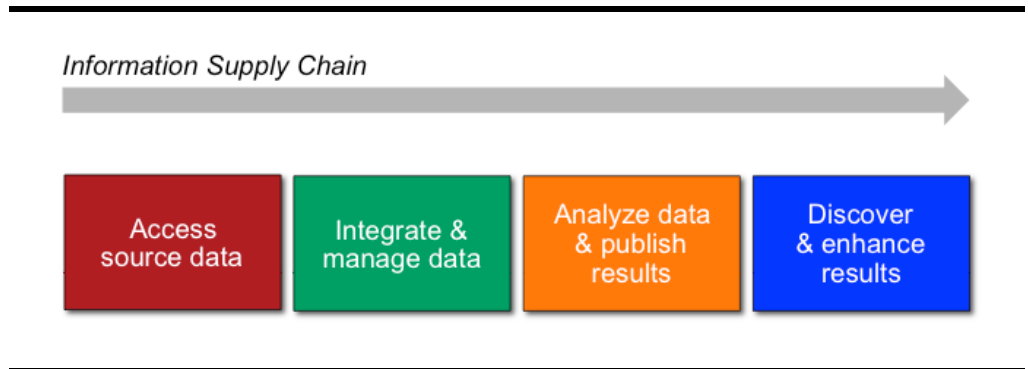 Information Supply Chain
Access
source data
Integrate &
manage data
Analyze data
& publish
results
Discover
& enhance
results